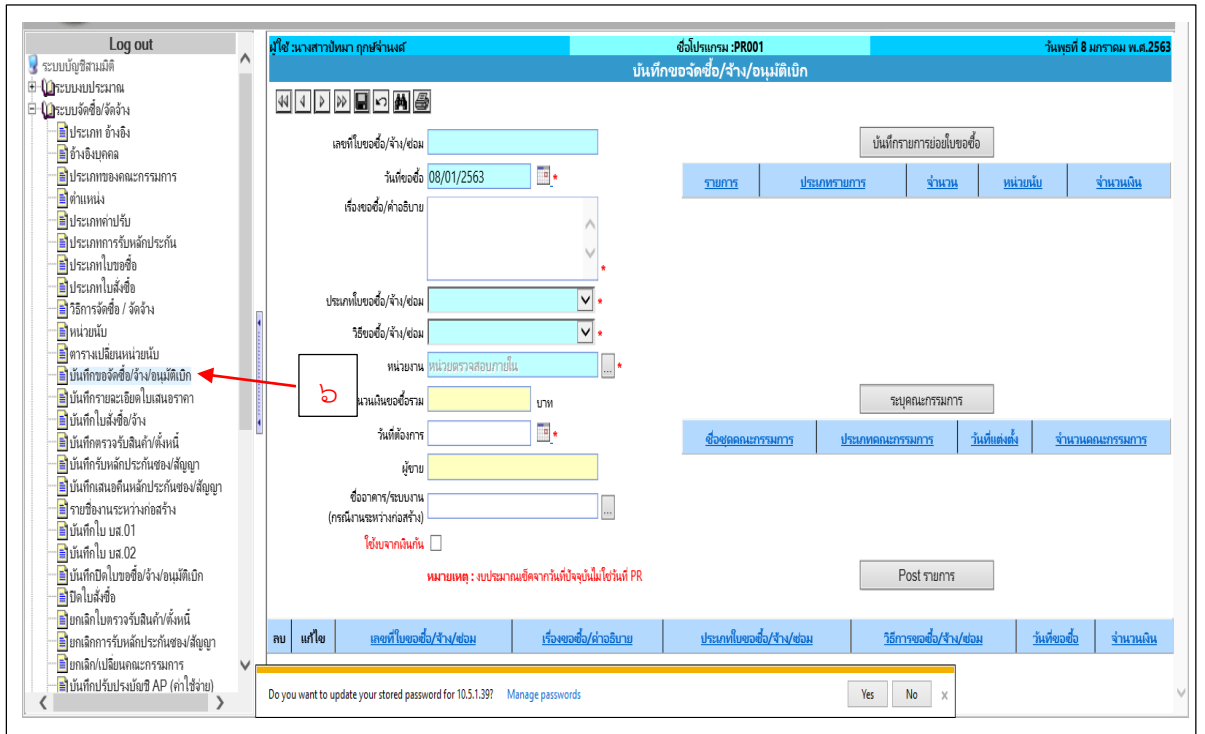 Log out
ระบบบัญชีสามมิติ
ระบบงบประมาณ
ระบบจัดซื้อ/จัดจ้าง
ประเภท อ้างอิง
อ้างอิงบุคคล
ประเภทของคณะกรรมการ
ตำแหน่ง
ประเภทค่าปรับ
ประเภทการรับหลักประกัน
ประเภทใบขอซื้อ
ประเภทใบสั่งซื้อ
วิธีการจัดซื้อ / จัดจ้าง
หน่วยนับ
ตารางเปลี่ยนหน่วยนับ
บันทึกขอจัดซื้อ/จ้าง/อนุมัติเบิก
บันทึกรายละเอียดใบเสนอราคา
บันทึกใบสั่งซื้อ/จ้าง
บันทึกตรวจรับสินค้า/ตั้งหนี้
บันทึกรับหลักประกันซอง/สัญญา
บันทึกเสนอคืนหลักประกันซอง/สัญญา
รายชื่องานระหว่างก่อสร้าง
บันทึกใบ บส.01
บันทึกใบ บส.02
บันทึกปิดใบขอซื้อ/จ้าง/อนุมัติเบิก
ปิดใบสั่งซื้อ
ยกเลิกใบตรวจรับสินค้า/ตั้งหนี้
ยกเลิกการรับหลักประกันซอง/สัญญา
ยกเลิก/เปลี่ยนคณะกรรมการ
บันทึกปรับปรุงบัญชี AP (ค่าใช้จ่าย)
ผู้ใช้ :นางสาวปัทมา ฤกษ์จำนงค์ ชื่อโปรแกรม :PR001 วันพุธที่ 8 มกราคม พ.ศ.2563
บันทึกขอจัดซื้อ/จ้าง/อนุมัติเบิก
เลขที่ใบขอซื้อ/จ้าง/ซ่อม
วันที่ขอซื้อ 08/01/2563 *
เรื่องขอซื้อ/คำอธิบาย
*
ประเภทใบขอซื้อ/จ้าง/ซ่อม *
วิธีขอซื้อ/จ้าง/ซ่อม *
หน่วยงาน หน่วยตรวจสอบภายใน ... *
๖
นวนเงินขอซื้อรวม บาท
วันที่ต้องการ *
ผู้ขาย
ชื่ออาคาร/ระบบงาน
(กรณีงานระหว่างก่อสร้าง) ...
ใช้งบจากเงินกัน
หมายเหตุ : งบประมาณเช็คจากวันที่ปัจจุบันไม่ใช่วันที่ PR
บันทึกรายการย่อยใบขอซื้อ
รายการ ประเภทรายการ จำนวน หน่วยนับ จำนวนเงิน
ระบุคณะกรรมการ
ชื่อชุดคณะกรรมการ ประเภทคณะกรรมการ วันที่แต่งตั้ง จำนวนคณะกรรมการ
Post รายการ
ลบ แก้ไข เลขที่ใบขอซื้อ/จ้าง/ซ่อม เรื่องขอซื้อ/คำอธิบาย ประเภทใบขอซื้อ/จ้าง/ซ่อม วิธีการขอซื้อ/จ้าง/ซ่อม วันที่ขอซื้อ จำนวนเงิน
Do you want to update your stored password for 10.5.1.39? Manage passwords Yes No x